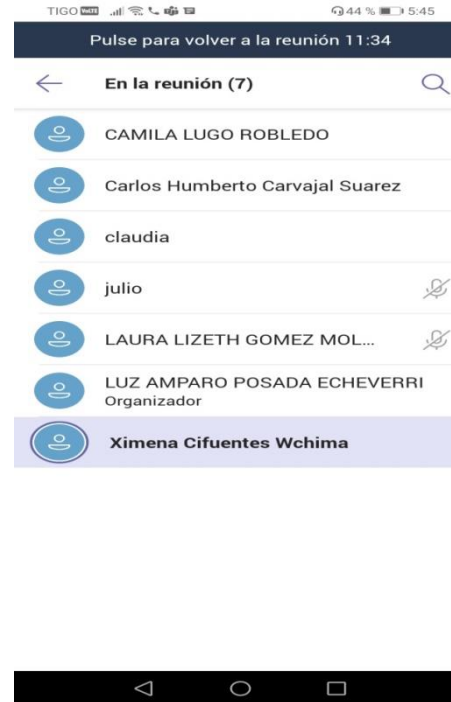 TIGO VoLTE 44 % 5:45
Pulse para volver a la reunión 11:34
En la reunión (7)
CAMILA LUGO ROBLEDO
Carlos Humberto Carvajal Suarez
claudia
julio
LAURA LIZETH GOMEZ MOL...
LUZ AMPARO POSADA ECHEVERRI
Organizador
Ximena Cifuentes Wchima